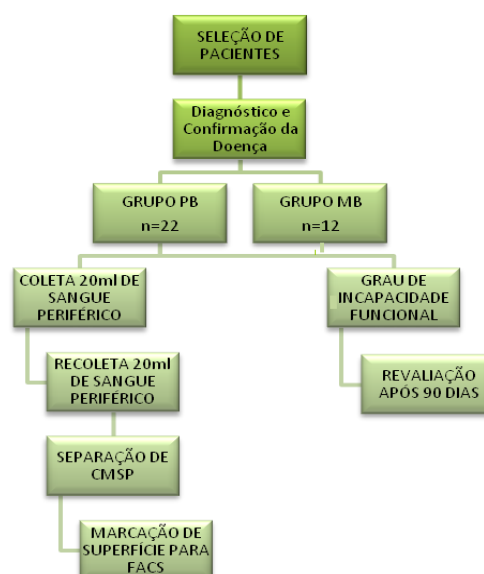 SELEÇÃO DE
PACIENTES
Diagnóstico e
Confirmação da
Doença
GRUPO PB
n=22
GRUPO MB
n=12
COLETA 20ml DE
SANGUE
PERIFÉRICO
GRAU DE
INCAPACIDADE
FUNCIONAL
RECOLETA 20ml
DE SANGUE
PERIFÉRICO
REVALIAÇÃO
APÓS 90 DIAS
SEPARAÇÃO DE
CMSP
MARCAÇÃO DE
SUPERFÍCIE PARA
FACS